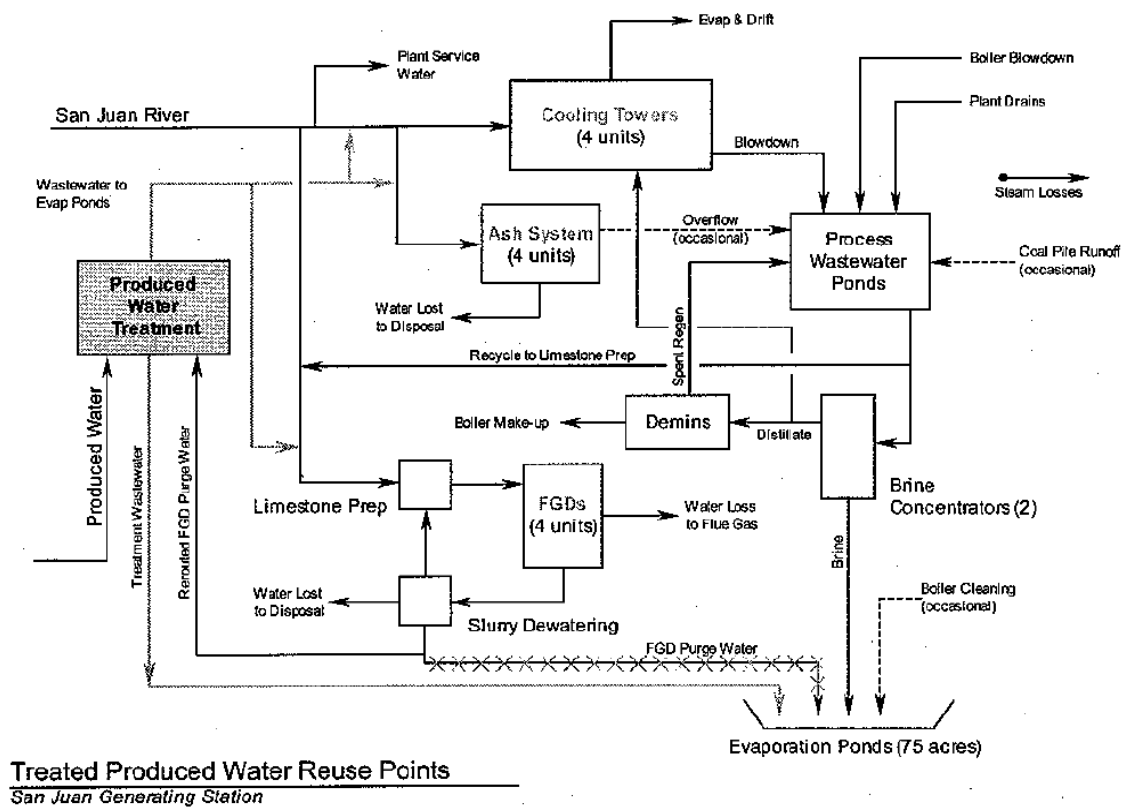 Evap & Drift
Plant Service
Water
Boiler Blowdown
Plant Drains
San Juan River
Cooling Towers
(4 units)
Blowdown
Wastewater to
Evap Ponds
Steam Losses
Ash System
(4 units)
Overflow
(occasional)
Process
Wastewater
Ponds
Coal Pile Runoff
(occasional)
Produced
Water
Treatment
Water Lost
to Disposal
Spent Regen
Recycle to Limestone Prep
Boiler Make-up
Demins
Distillate
Produced Water
Treatment Wastewater
Rerouted FGD Purge Water
Limestone Prep
FGDs
(4 units)
Water Loss
to Flue Gas
Brine
Concentrators (2)
Brine
Water Lost
to Disposal
Slurry Dewatering
Boiler Cleaning
(occasional)
FGD Purge Water
Evaporation Ponds (75 acres)
Treated Produced Water Reuse Points
San Juan Generating Station